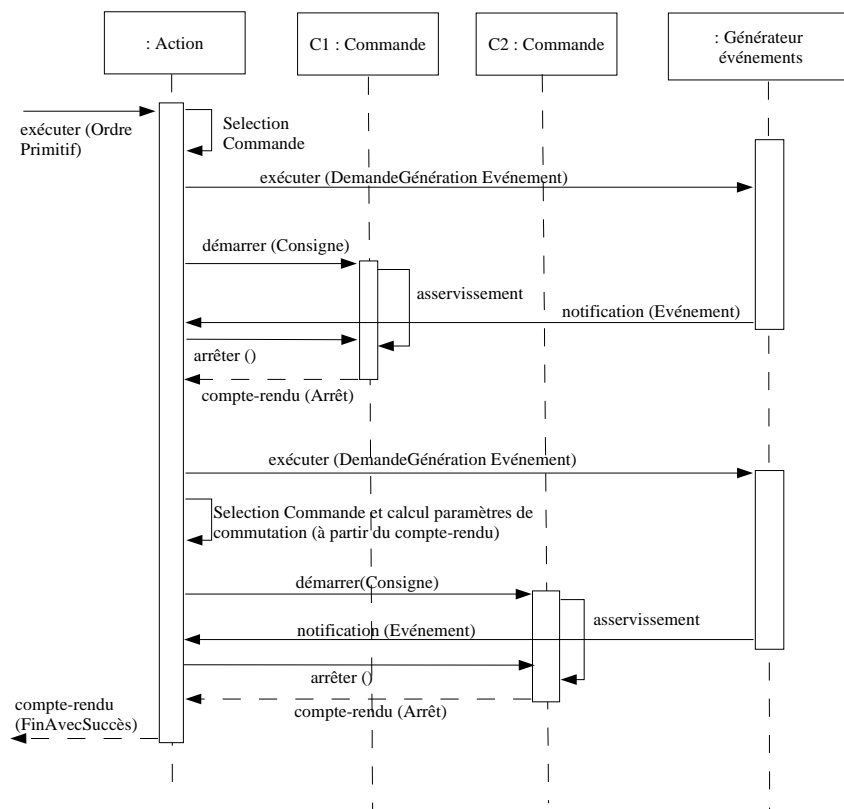 : Action
C1 : Commande
C2 : Commande
: Générateur
événements
exécuter (Ordre
Primitif)
Selection
Commande
exécuter (DemandeGénération Evénement)
démarrer (Consigne)
asservissement
notification (Evénement)
arrêter ()
compte-rendu (Arrêt)
exécuter (DemandeGénération Evénement)
Selection Commande et calcul paramètres de
commutation (à partir du compte-rendu)
démarrer(Consigne)
asservissement
notification (Evénement)
arrêter ()
compte-rendu (Arrêt)
compte-rendu
(FinAvecSuccès)